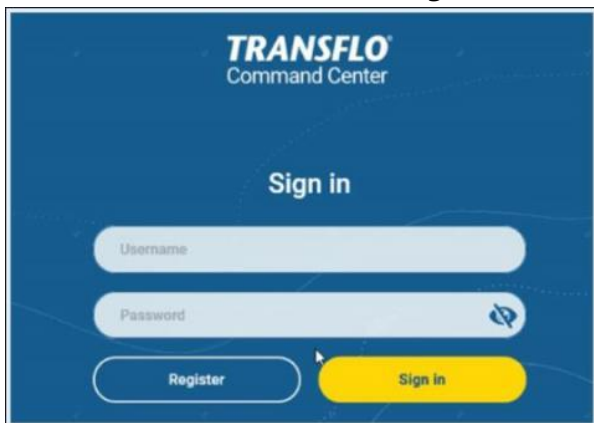 TRANSFLO®
Command Center
Sign in
Username
Password
Register
Sign in